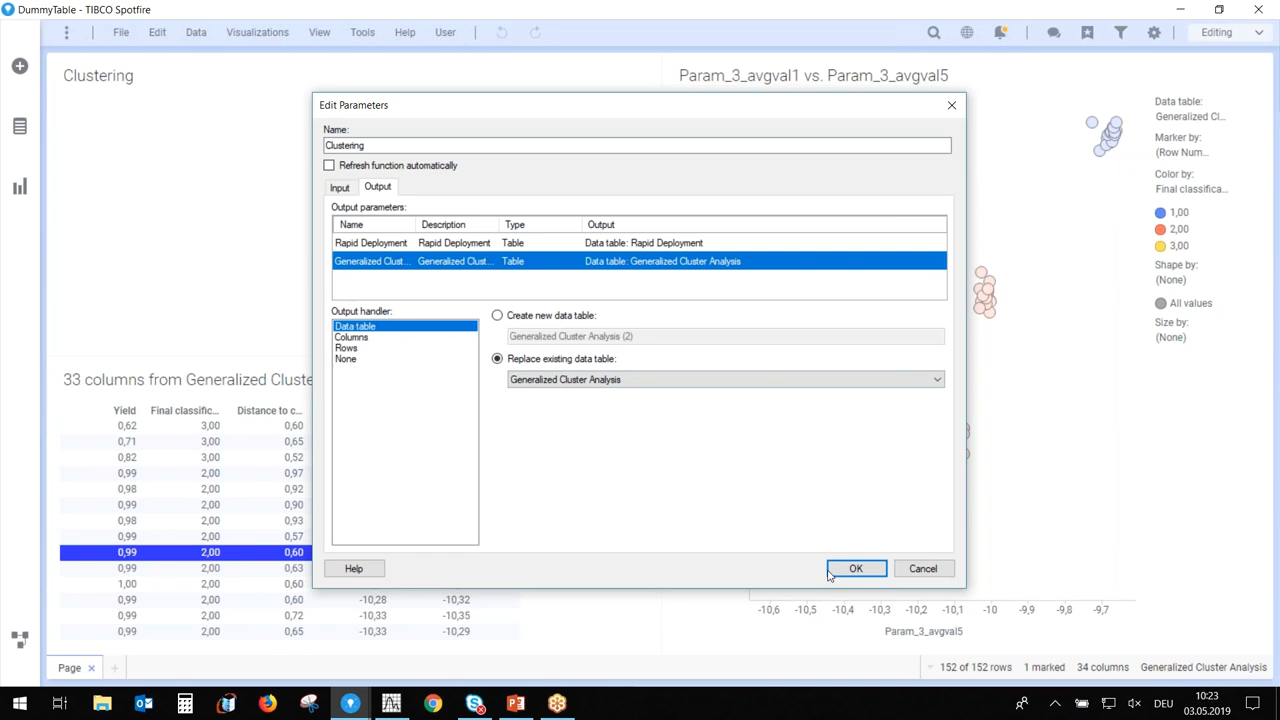 DummyTable - TIBCO Spotfire
File Edit Data Visualizations View Tools Help User Editing
Clustering
Param_3_avgval1 vs. Param_3_avgval5
Edit Parameters
Name:
Clustering
Refresh function automatically
Input Output
Output parameters:
Name Description Type Output
Rapid Deployment Rapid Deployment Table Data table: Rapid Deployment
Generalized Clust... Generalized Clust... Table Data table: Generalized Cluster Analysis
Output handler:
Data table
Columns
Rows
None
Create new data table:
Generalized Cluster Analysis (2)
Replace existing data table:
Generalized Cluster Analysis
Help OK Cancel
Data table:
Generalized Cl...
Marker by:
(Row Num...
Color by:
Final classifica...
1,00
2,00
3,00
Shape by:
(None)
All values
Size by:
(None)
33 columns from Generalized Cluste
Yield Final classific... Distance to c...
0,62 3,00 0,60
0,71 3,00 0,65
0,82 3,00 0,52
0,99 2,00 0,97
0,98 2,00 0,92
0,99 2,00 0,90
0,98 2,00 0,93
0,99 2,00 0,57
0,99 2,00 0,60
0,99 2,00 0,63
1,00 2,00 0,60
0,99 2,00 0,60 -10,28 -10,32
0,99 2,00 0,72 -10,33 -10,35
0,99 2,00 0,65 -10,33 -10,29
-10,6 -10,5 -10,4 -10,3 -10,2 -10,1 -10 -9,9 -9,8 -9,7
Param_3_avgval5
Page
152 of 152 rows 1 marked 34 columns Generalized Cluster Analysis
DEU
10:23
03.05.2019